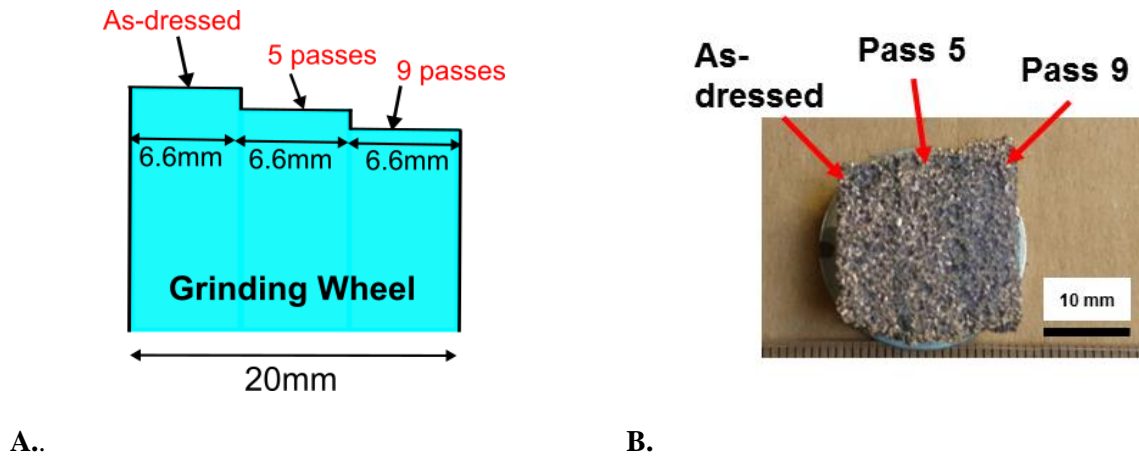 As-dressed
5 passes
9 passes
6.6mm
6.6mm
6.6mm
Grinding Wheel
20mm
A..
As-
dressed
Pass 5
Pass 9
10 mm
B.